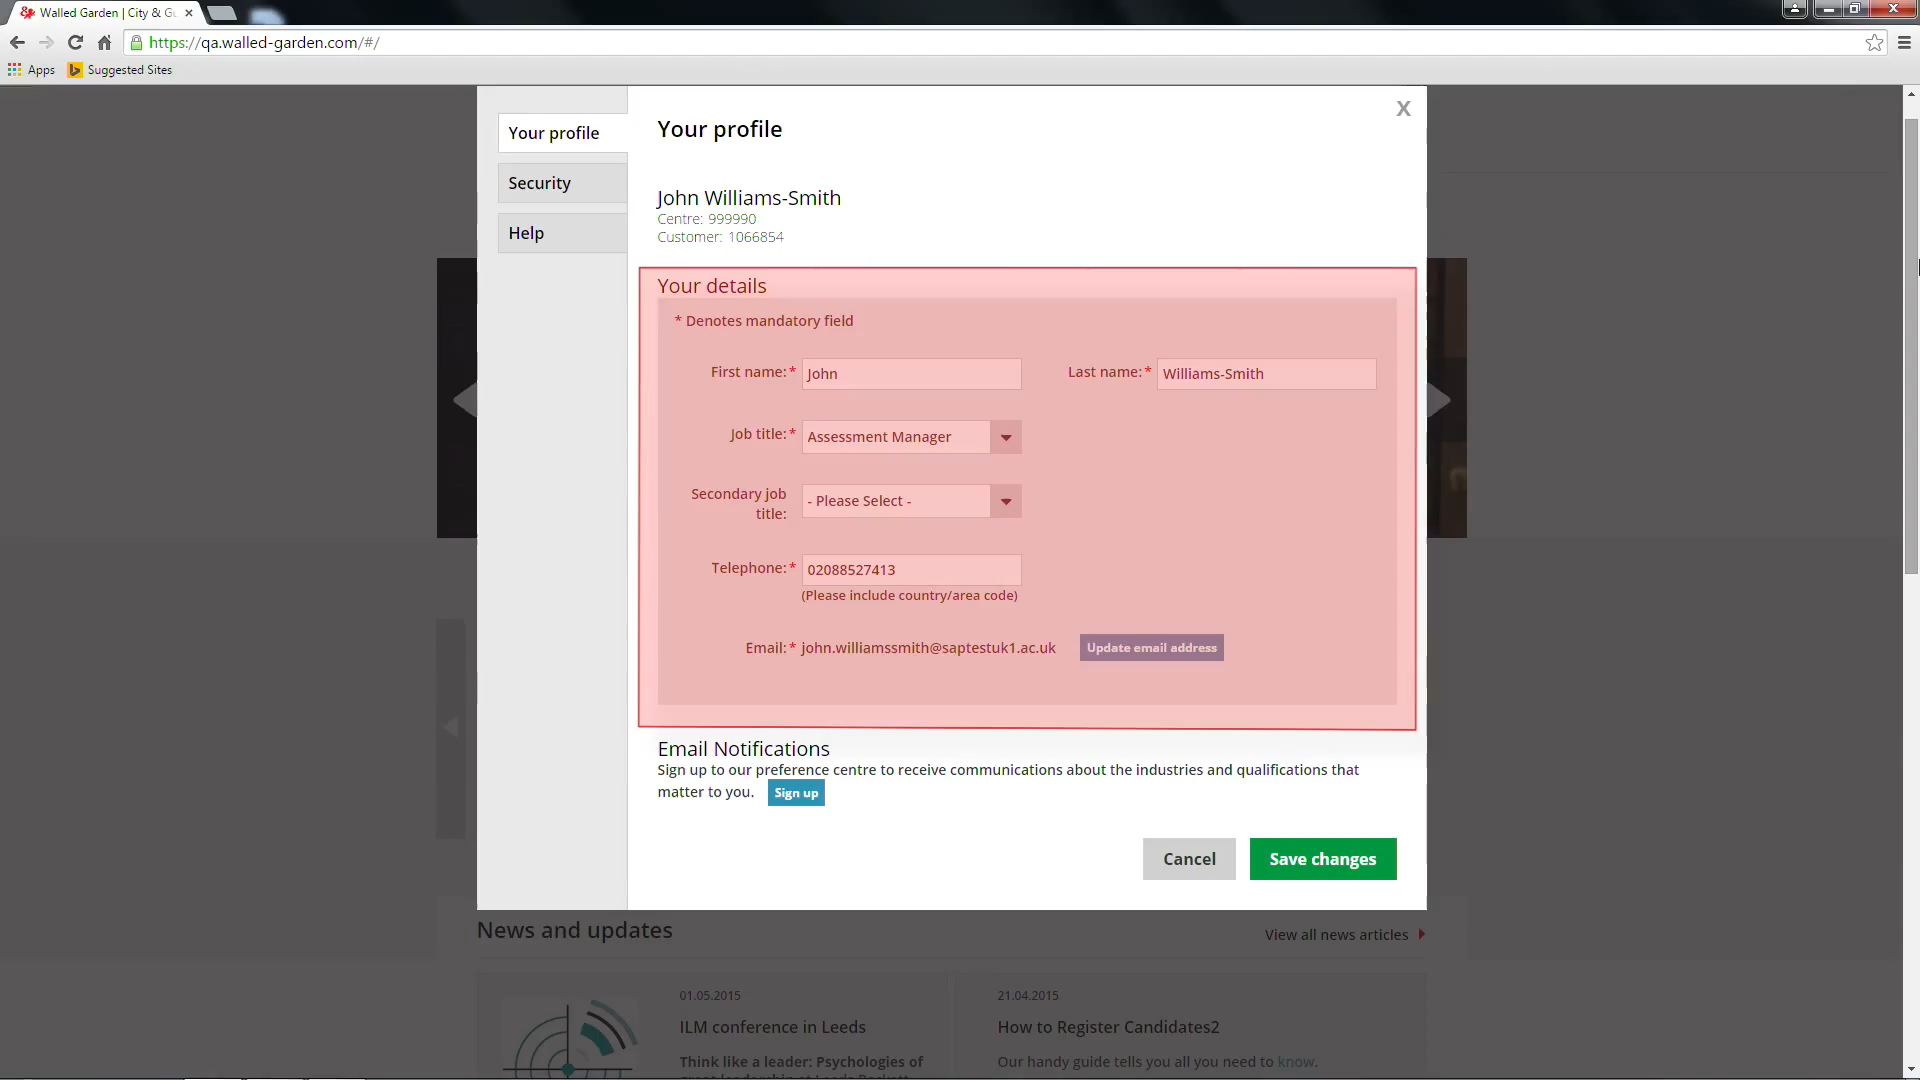 Walled Garden | City & Gu
https://qa.walled-garden.com/#/
Apps
Suggested Sites
X
Your profile
Security
Help
Your profile
John Williams-Smith
Centre: 999990
Customer: 1066854
Your details
* Denotes mandatory field
First name:* John
Last name:* Williams-Smith
Job title:* Assessment Manager
Secondary job title: - Please Select -
Telephone:* 02088527413
(Please include country/area code)
Email:* john.williamssmith@saptestuk1.ac.uk Update email address
Email Notifications
Sign up to our preference centre to receive communications about the industries and qualifications that
matter to you. Sign up
Cancel
Save changes
News and updates
View all news articles
01.05.2015
ILM conference in Leeds
Think like a leader: Psychologies of
21.04.2015
How to Register Candidates2
Our handy guide tells you all you need to know.